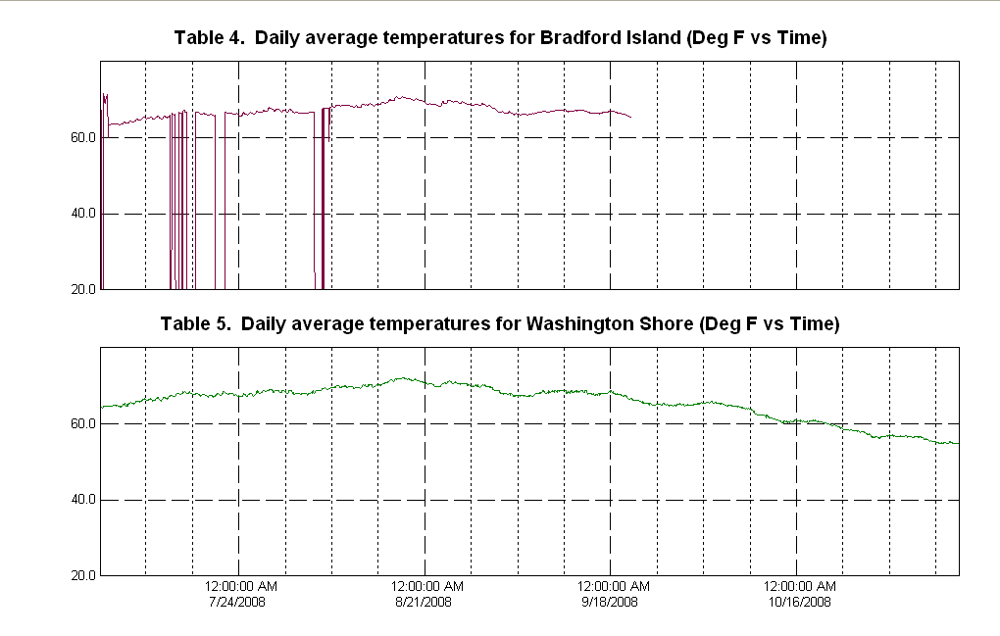 Table 4.  Daily average temperatures for Bradford Island (Deg F vs Time)
60.0
40.0
20.0
Table 5.  Daily average temperatures for Washington Shore (Deg F vs Time)
60.0
40.0
20.0
12:00:00 AM 12:00:00 AM 12:00:00 AM 12:00:00 AM
7/24/2008 8/21/2008 9/18/2008 10/16/2008